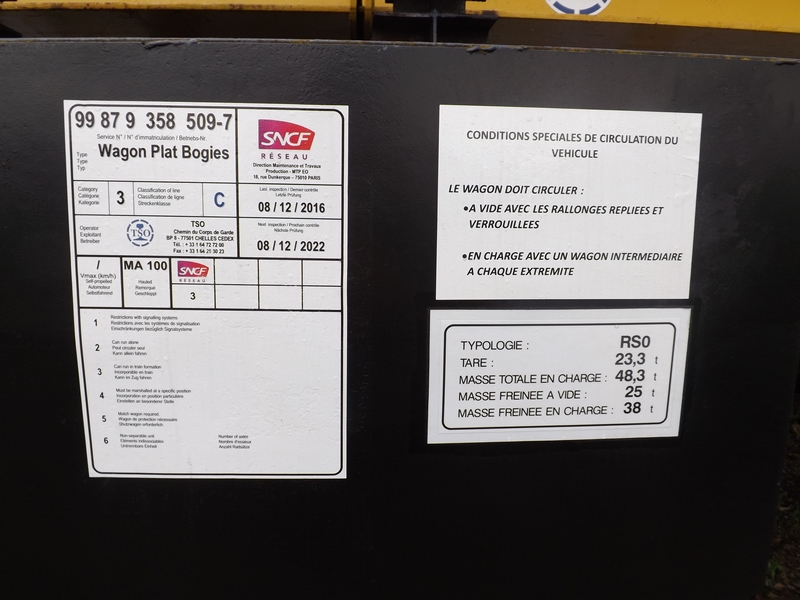 99 87 9 358 509-7
Service N° / N° d'immatriculation / Betriebs-Nr.
Type
Type
Typ
Wagon Plat Bogies
SNCF
RÉSEAU
Direction Maintenance et Travaux
Production - MTP EO
18, rue Dunkerque – 75010 PARIS
Category
Catégorie
Kategorie
3
Classification of line
Classification de ligne
Streckenklasse
C
Last inspection / Dernier contrôle
Letzte Prüfung
08 / 12 / 2016
Operator
Exploitant
Betreiber
TSO
TSO
Chemin du Corps de Garde
BP 8 - 77501 CHELLES CEDEX
Tél. : + 33 1 64 72 72 00
Fax : + 33 1 64 26 30 23
Next inspection / Prochain contrôle
Nächste Prüfung
08 / 12 / 2022
/
Vmax (km/h)
Self-propelled
Automoteur
Selbstfahrend
MA 100
Hauled
Remorqué
Geschleppt
SNCF
RÉSEAU
3
1
Restrictions with signalling systems
Restrictions avec les systèmes de signalisation
Einschränkungen bezüglich Signalsysteme
2
Can run alone
Peut circuler seul
Kann allein fahren
3
Can run in train formation
Incorporable en train
Kann im Zug fahren
4
Must be marshalled at a specific position
Incorporation en position particulière
Einstellen an besonderer Stelle
5
Match wagon required.
Wagon de protection nécessaire
Shutzwagen erforderlich
6
Non-separable unit
Eléments indissociables
Untrennbare Einheit
Number of axles
Nombre d'essieux
Anzahl Radsätze
CONDITIONS SPECIALES DE CIRCULATION DU
VEHICULE
LE WAGON DOIT CIRCULER :
•A VIDE AVEC LES RALLONGES REPLIEES ET
VERROUILLEES
•EN CHARGE AVEC UN WAGON INTERMEDIAIRE
A CHAQUE EXTREMITE
TYPOLOGIE : RS0
TARE : 23,3 t
MASSE TOTALE EN CHARGE : 48,3 t
MASSE FREINEE A VIDE : 25 t
MASSE FREINEE EN CHARGE : 38 t